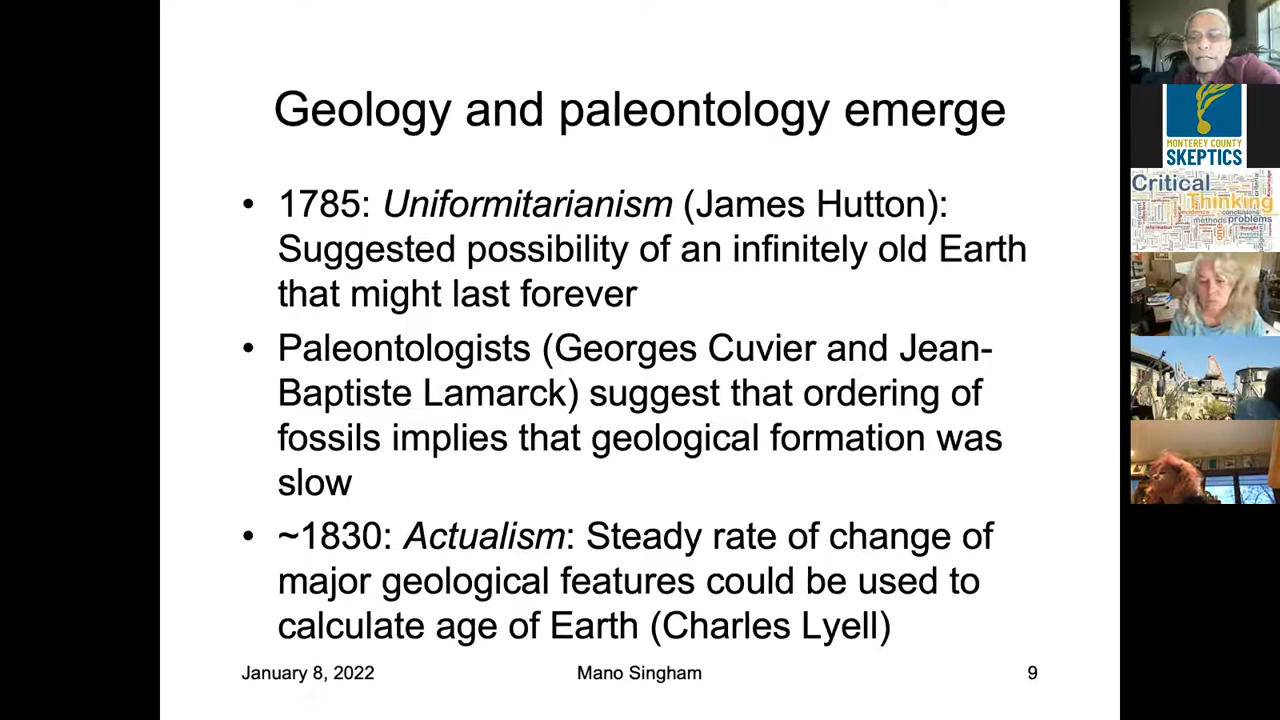 Geology and paleontology emerge
• 1785: Uniformitarianism (James Hutton):
Suggested possibility of an infinitely old Earth
that might last forever
• Paleontologists (Georges Cuvier and Jean-
Baptiste Lamarck) suggest that ordering of
fossils implies that geological formation was
slow
• ~1830: Actualism: Steady rate of change of
major geological features could be used to
calculate age of Earth (Charles Lyell)
January 8, 2022
Mano Singham
9
MONTEREY COUNTY
SKEPTICS
Critical
Thinking
conclusions
methods problems